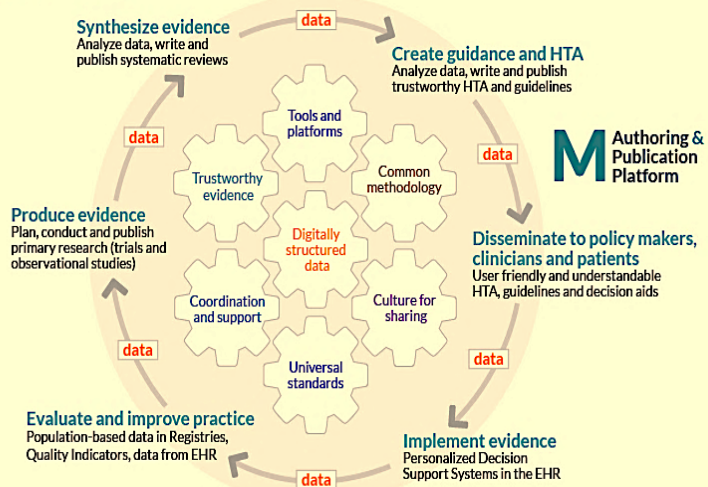 Synthesize evidence
Analyze data, write and
publish systematic reviews
data
Create guidance and HTA
Analyze data, write and publish
trustworthy HTA and guidelines
data
M Authoring &
Publication
Platform
Disseminate to policy makers,
clinicians and patients
User friendly and understandable
HTA, guidelines and decision aids
data
Implement evidence
Personalized Decision
Support Systems in the EHR
data
Evaluate and improve practice
Population-based data in Registries,
Quality Indicators, data from EHR
data
Produce evidence
Plan, conduct and publish
primary research (trials and
observational studies)
data
Tools and
platforms
Trustworthy
evidence
Common
methodology
Digitally
structured
data
Coordination
and support
Culture for
sharing
Universal
standards